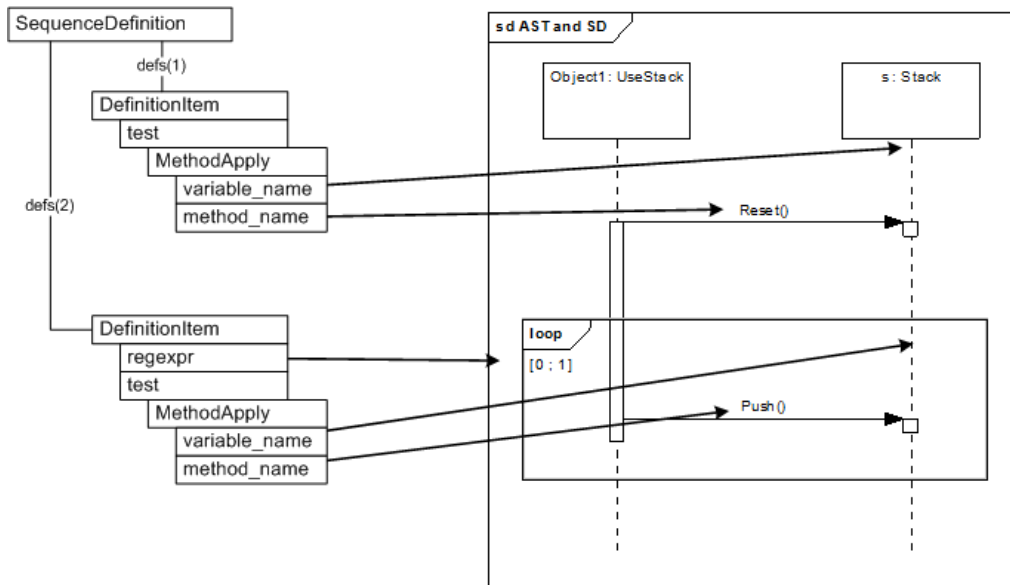 SequenceDefinition
defs(1)
DefinitionItem
test
MethodApply
variable_name
method_name
defs(2)
DefinitionItem
regexpr
test
MethodApply
variable_name
method_name
sd AST and SD
Object1 : UseStack
s : Stack
Reset()
loop
[0 ; 1]
Push()